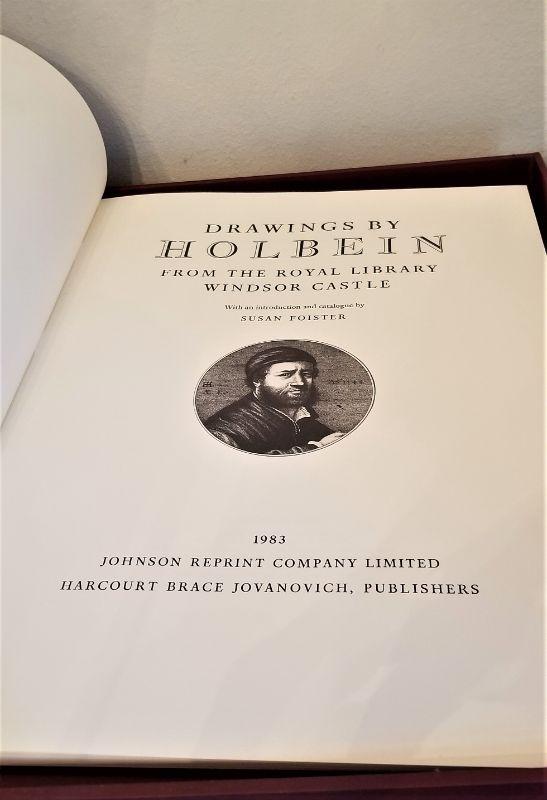 DRAWINGS BY
HOLBEIN
FROM THE ROYAL LIBRARY
WINDSOR CASTLE
With an introduction and catalogue by
SUSAN FOISTER
1983
JOHNSON REPRINT COMPANY LIMITED
HARCOURT BRACE JOVANOVICH, PUBLISHERS